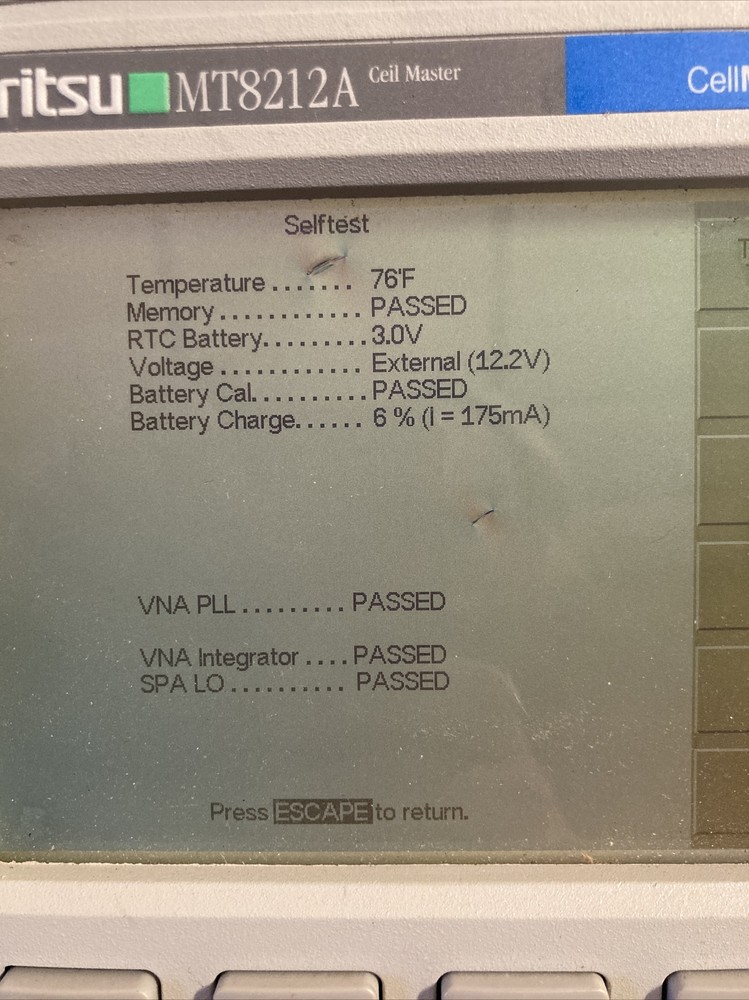 ritsu MT8212A Cell Master
Cell
Selftest
Temperature....... 76°F
Memory............ PASSED
RTC Battery......... 3.0V
Voltage............ External (12.2V)
Battery Cal.......... PASSED
Battery Charge...... 6 % (I = 175mA)
VNA PLL......... PASSED
VNA Integrator.... PASSED
SPA LO.......... PASSED
Press ESCAPE to return.